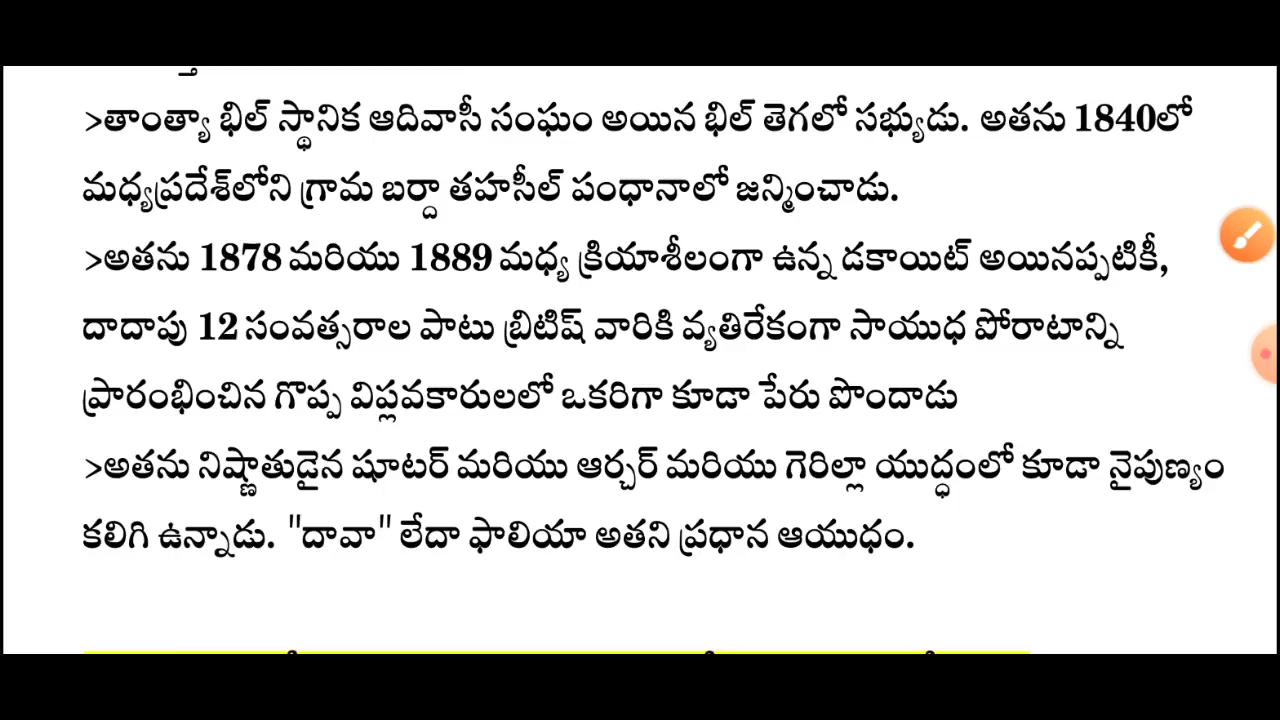 >తాంత్యా భిల్ స్థానిక ఆదివాసీ సంఘం అయిన భిల్ తెగలో సభ్యుడు. అతను 1840లో
మధ్యప్రదేశ్‌లోని గ్రామ బర్దా తహసీల్ పంధానాలో జన్మించాడు.
>అతను 1878 మరియు 1889 మధ్య క్రియాశీలంగా ఉన్న డకాయిట్ అయినప్పటికీ,
దాదాపు 12 సంవత్సరాల పాటు బ్రిటిష్ వారికి వ్యతిరేకంగా సాయుధ పోరాటాన్ని
ప్రారంభించిన గొప్ప విప్లవకారులలో ఒకరిగా కూడా పేరు పొందాడు
>అతను నిష్ణాతుడైన షూటర్ మరియు ఆర్చర్ మరియు గెరిల్లా యుద్ధంలో కూడా నైపుణ్యం
కలిగి ఉన్నాడు. "దావా" లేదా ఫాలియా అతని ప్రధాన ఆయుధం.